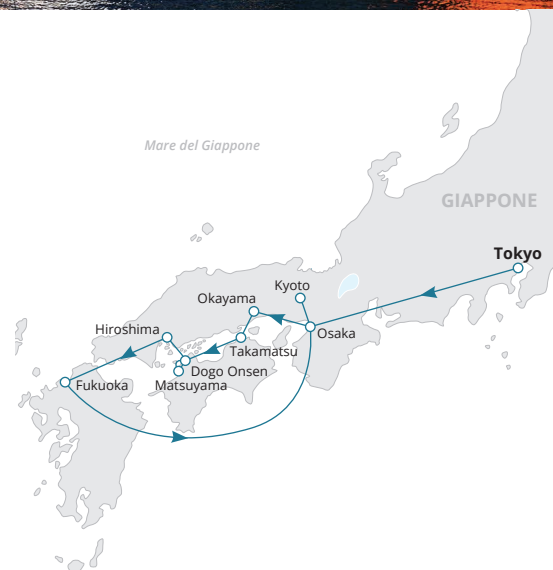 Mare del Giappone
GIAPPONE
Tokyo
Kyoto
Okayama
Osaka
Hiroshima
Takamatsu
Dogo Onsen
Fukuoka
Matsuyama